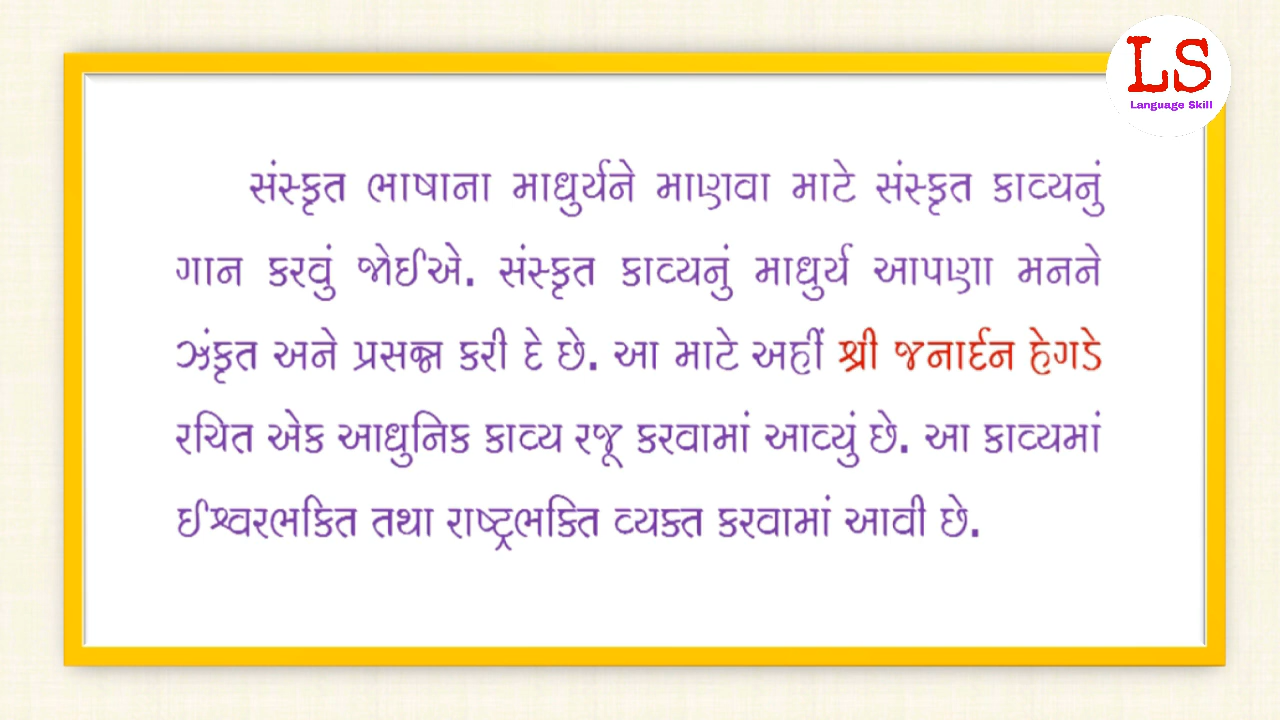 LS
Language Skill
સંસ્કૃત ભાષાના માધુર્યને માણવા માટે સંસ્કૃત કાવ્યનું
ગાન કરવું જોઈએ. સંસ્કૃત કાવ્યનું માધુર્ય આપણા મનને
ઝંકૃત અને પ્રસન્ન કરી દે છે. આ માટે અહીં શ્રી જનાર્દન હેગડે
રચિત એક આધુનિક કાવ્ય રજૂ કરવામાં આવ્યું છે. આ કાવ્યમાં
ઈશ્વરભકિત તથા રાષ્ટ્રભક્તિ વ્યક્ત કરવામાં આવી છે.